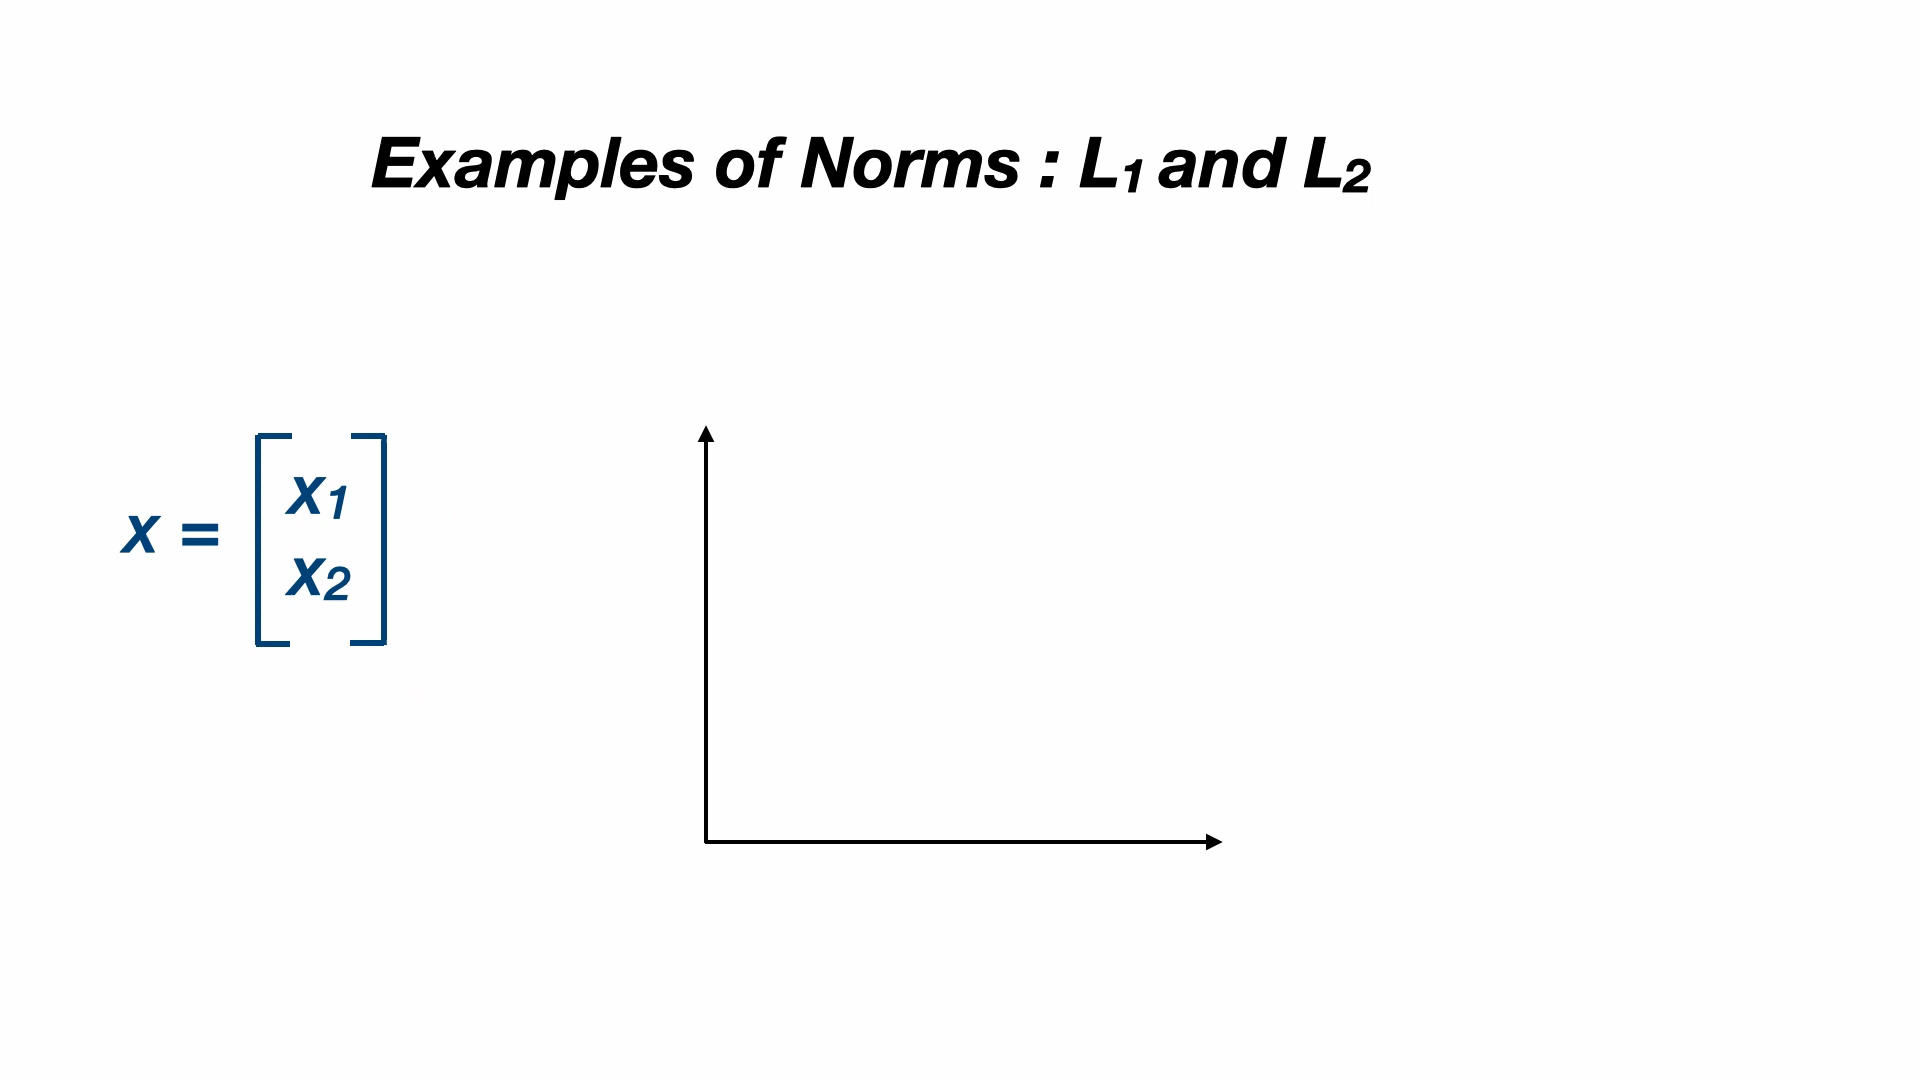 Examples of Norms : L₁ and L₂
x = [x₁
x₂]